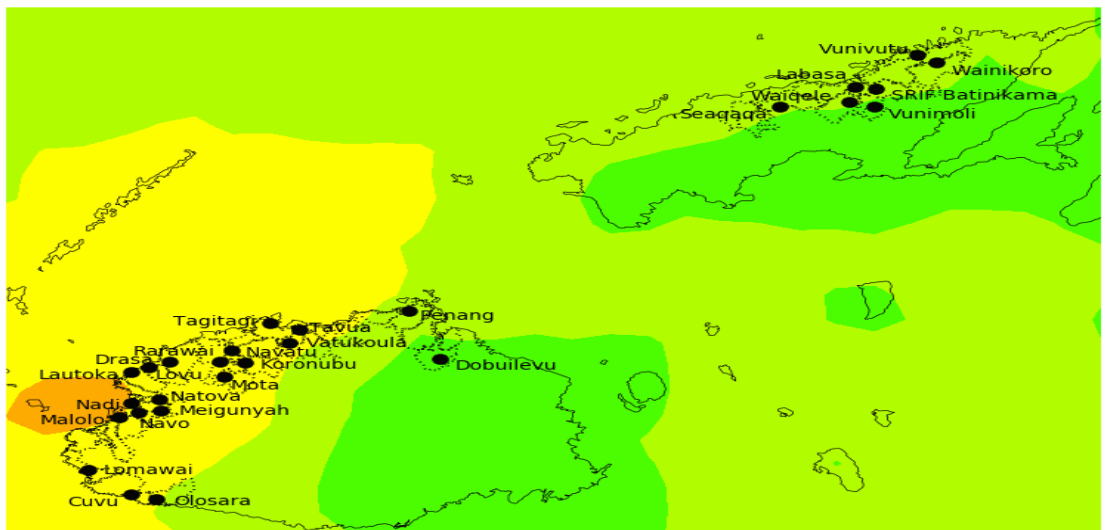 Vunivutu
Wainikoro
Labasa
SRIF Batinikama
Waiqele
Seaqaqa
Vunimoli
Penang
Tagitagi
Tavua
Vatukoula
Rarawai
Navatu
Drasa
Koronubu
Dobuilevu
Lautoka
Lovu
Mota
Natova
Nadi
Meigunyah
Malolo
Navo
Lomawai
Cuvu
Olosara